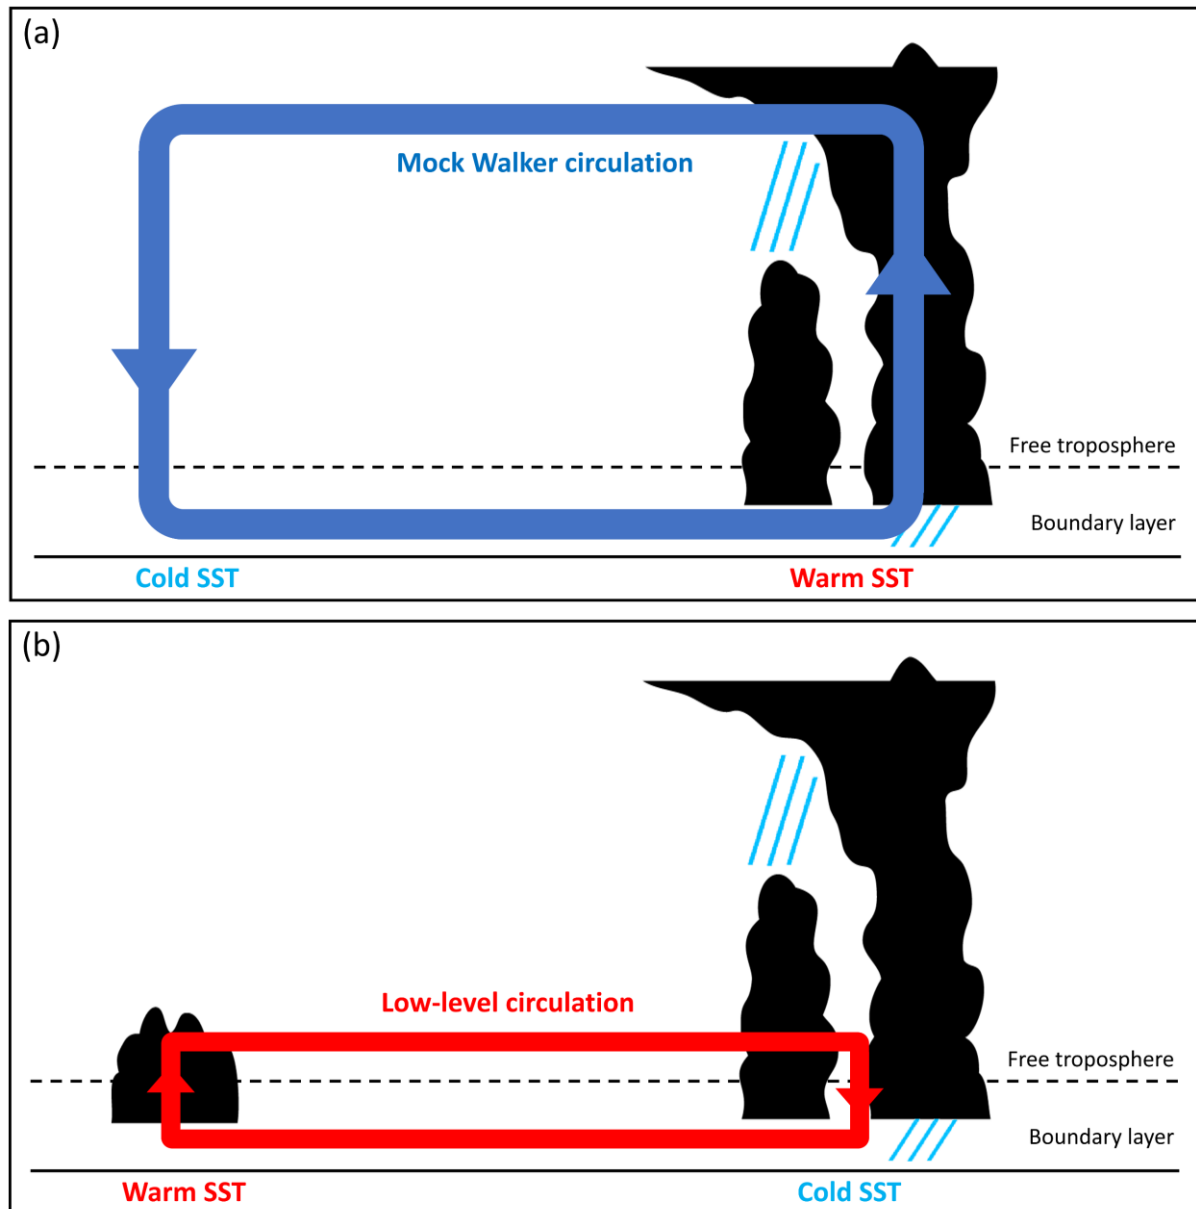 (a)
Mock Walker circulation
Free troposphere
Boundary layer
Cold SST
Warm SST
(b)
Low-level circulation
Free troposphere
Boundary layer
Warm SST
Cold SST